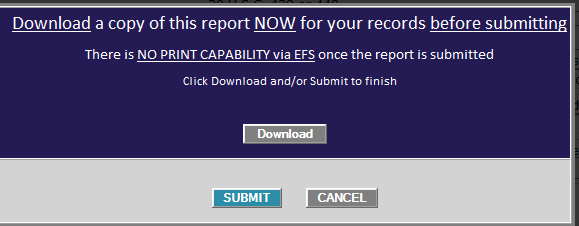 Download a copy of this report NOW for your records before submitting
There is NO PRINT CAPABILITY via EFS once the report is submitted
Click Download and/or Submit to finish
Download
SUBMIT CANCEL